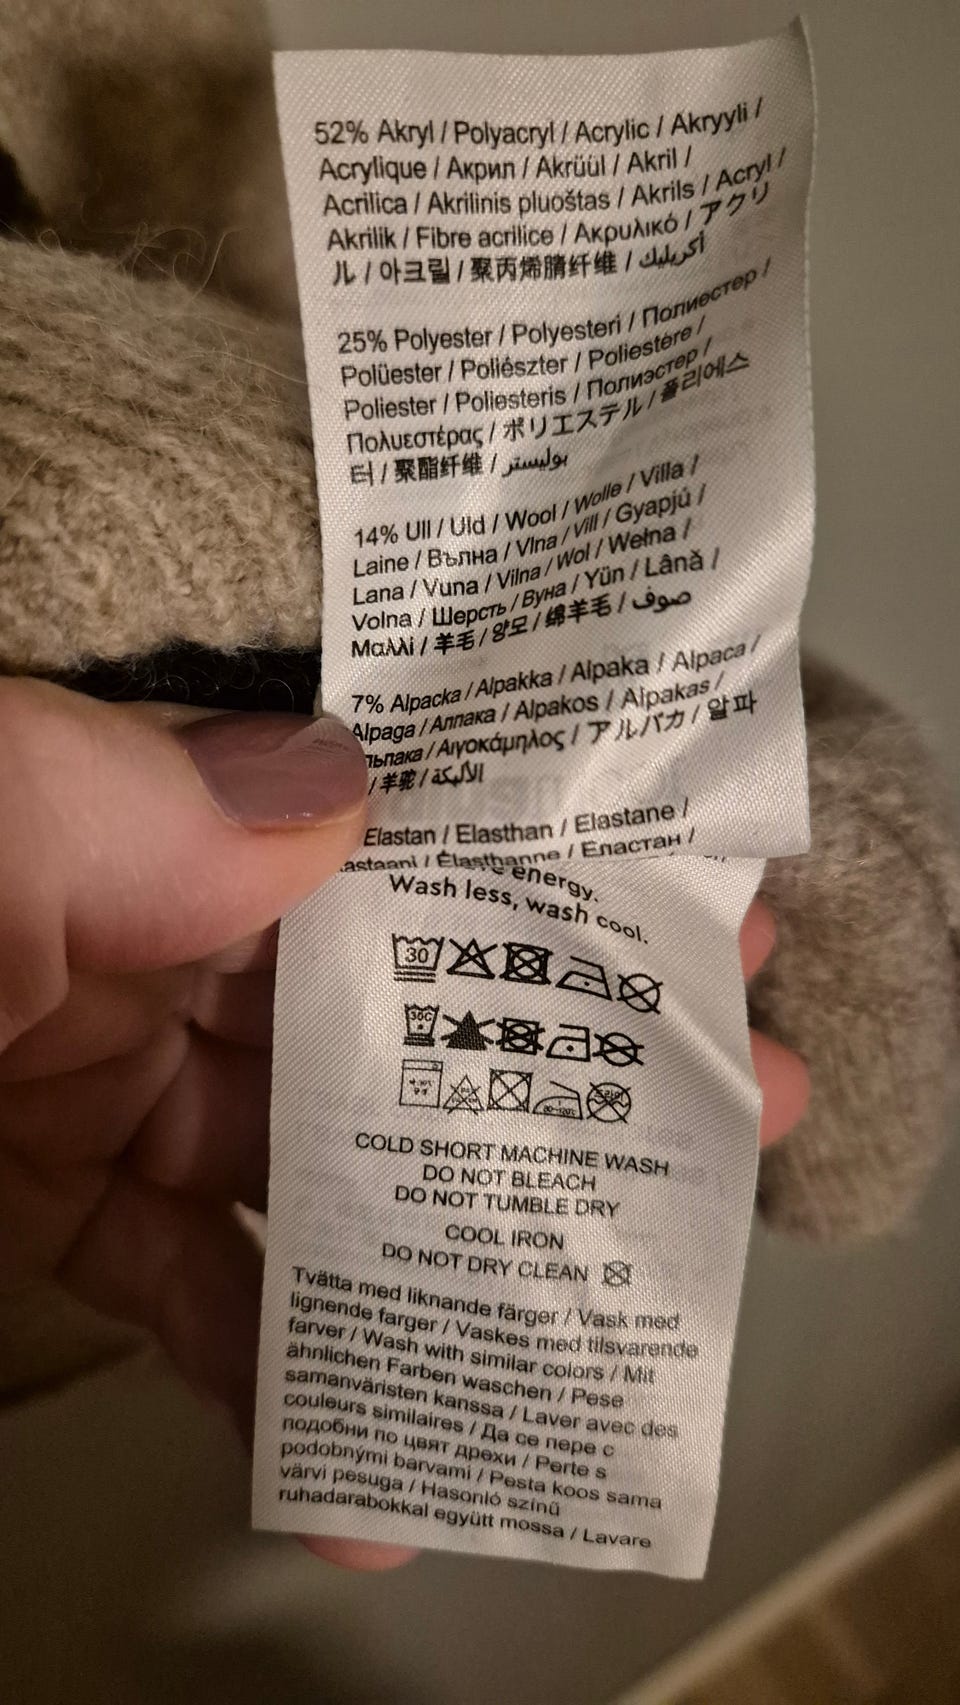 52% Akryl / Polyacryl / Acrylic / Akryyli /
Acrylique / Акрил / Akrüül / Akril /
Acrilica / Akrilinis pluoštas / Akrils / Acryl /
Akrilik / Fibre acrilice / Ακρυλικό / アクリ
ル / 아크릴 / 聚丙烯腈纤维 / أكريليك
25% Polyester / Polyesteri / Полиестер /
Polüester / Poliészter / Poliestere /
Poliester / Poliesteris / Полиэстер /
Πολυεστέρας / ポリエステル / 폴리에스
터 / 聚酯纤维 / بوليستر
14% Ull / Uld / Wool / Wolle / Villa /
Laine / Вълна / Vlna / Vill / Gyapjú /
Lana / Vuna / Vilna / Wol / Wełna /
Volna / Шерсть / Вуна / Yün / Lână /
Μαλλί / 羊毛 / 양모 / 绵羊毛 / صوف
7% Alpacka / Alpakka / Alpaka / Alpaca /
Alpaga / Алпака / Alpakos / Alpakas /
льпака / Αιγοκάμηλος / アルパカ / 알파
/ 羊驼 / الألبكة
Elastan / Elasthan / Elastane /
astaani / Élasthanne / Еластан /
energy.
Wash less, wash cool.
30
30C
COLD SHORT MACHINE WASH
DO NOT BLEACH
DO NOT TUMBLE DRY
COOL IRON
DO NOT DRY CLEAN
Tvätta med liknande färger / Vask med
lignende farger / Vaskes med tilsvarende
farver / Wash with similar colors / Mit
ähnlichen Farben waschen / Pese
samanväristen kanssa / Laver avec des
couleurs similaires / Да се пере с
подобни по цвят дрехи / Perte s
podobnými barvami / Pesta koos sama
värvi pesuga / Hasonló színű
ruhadarabokkal együtt mossa / Lavare